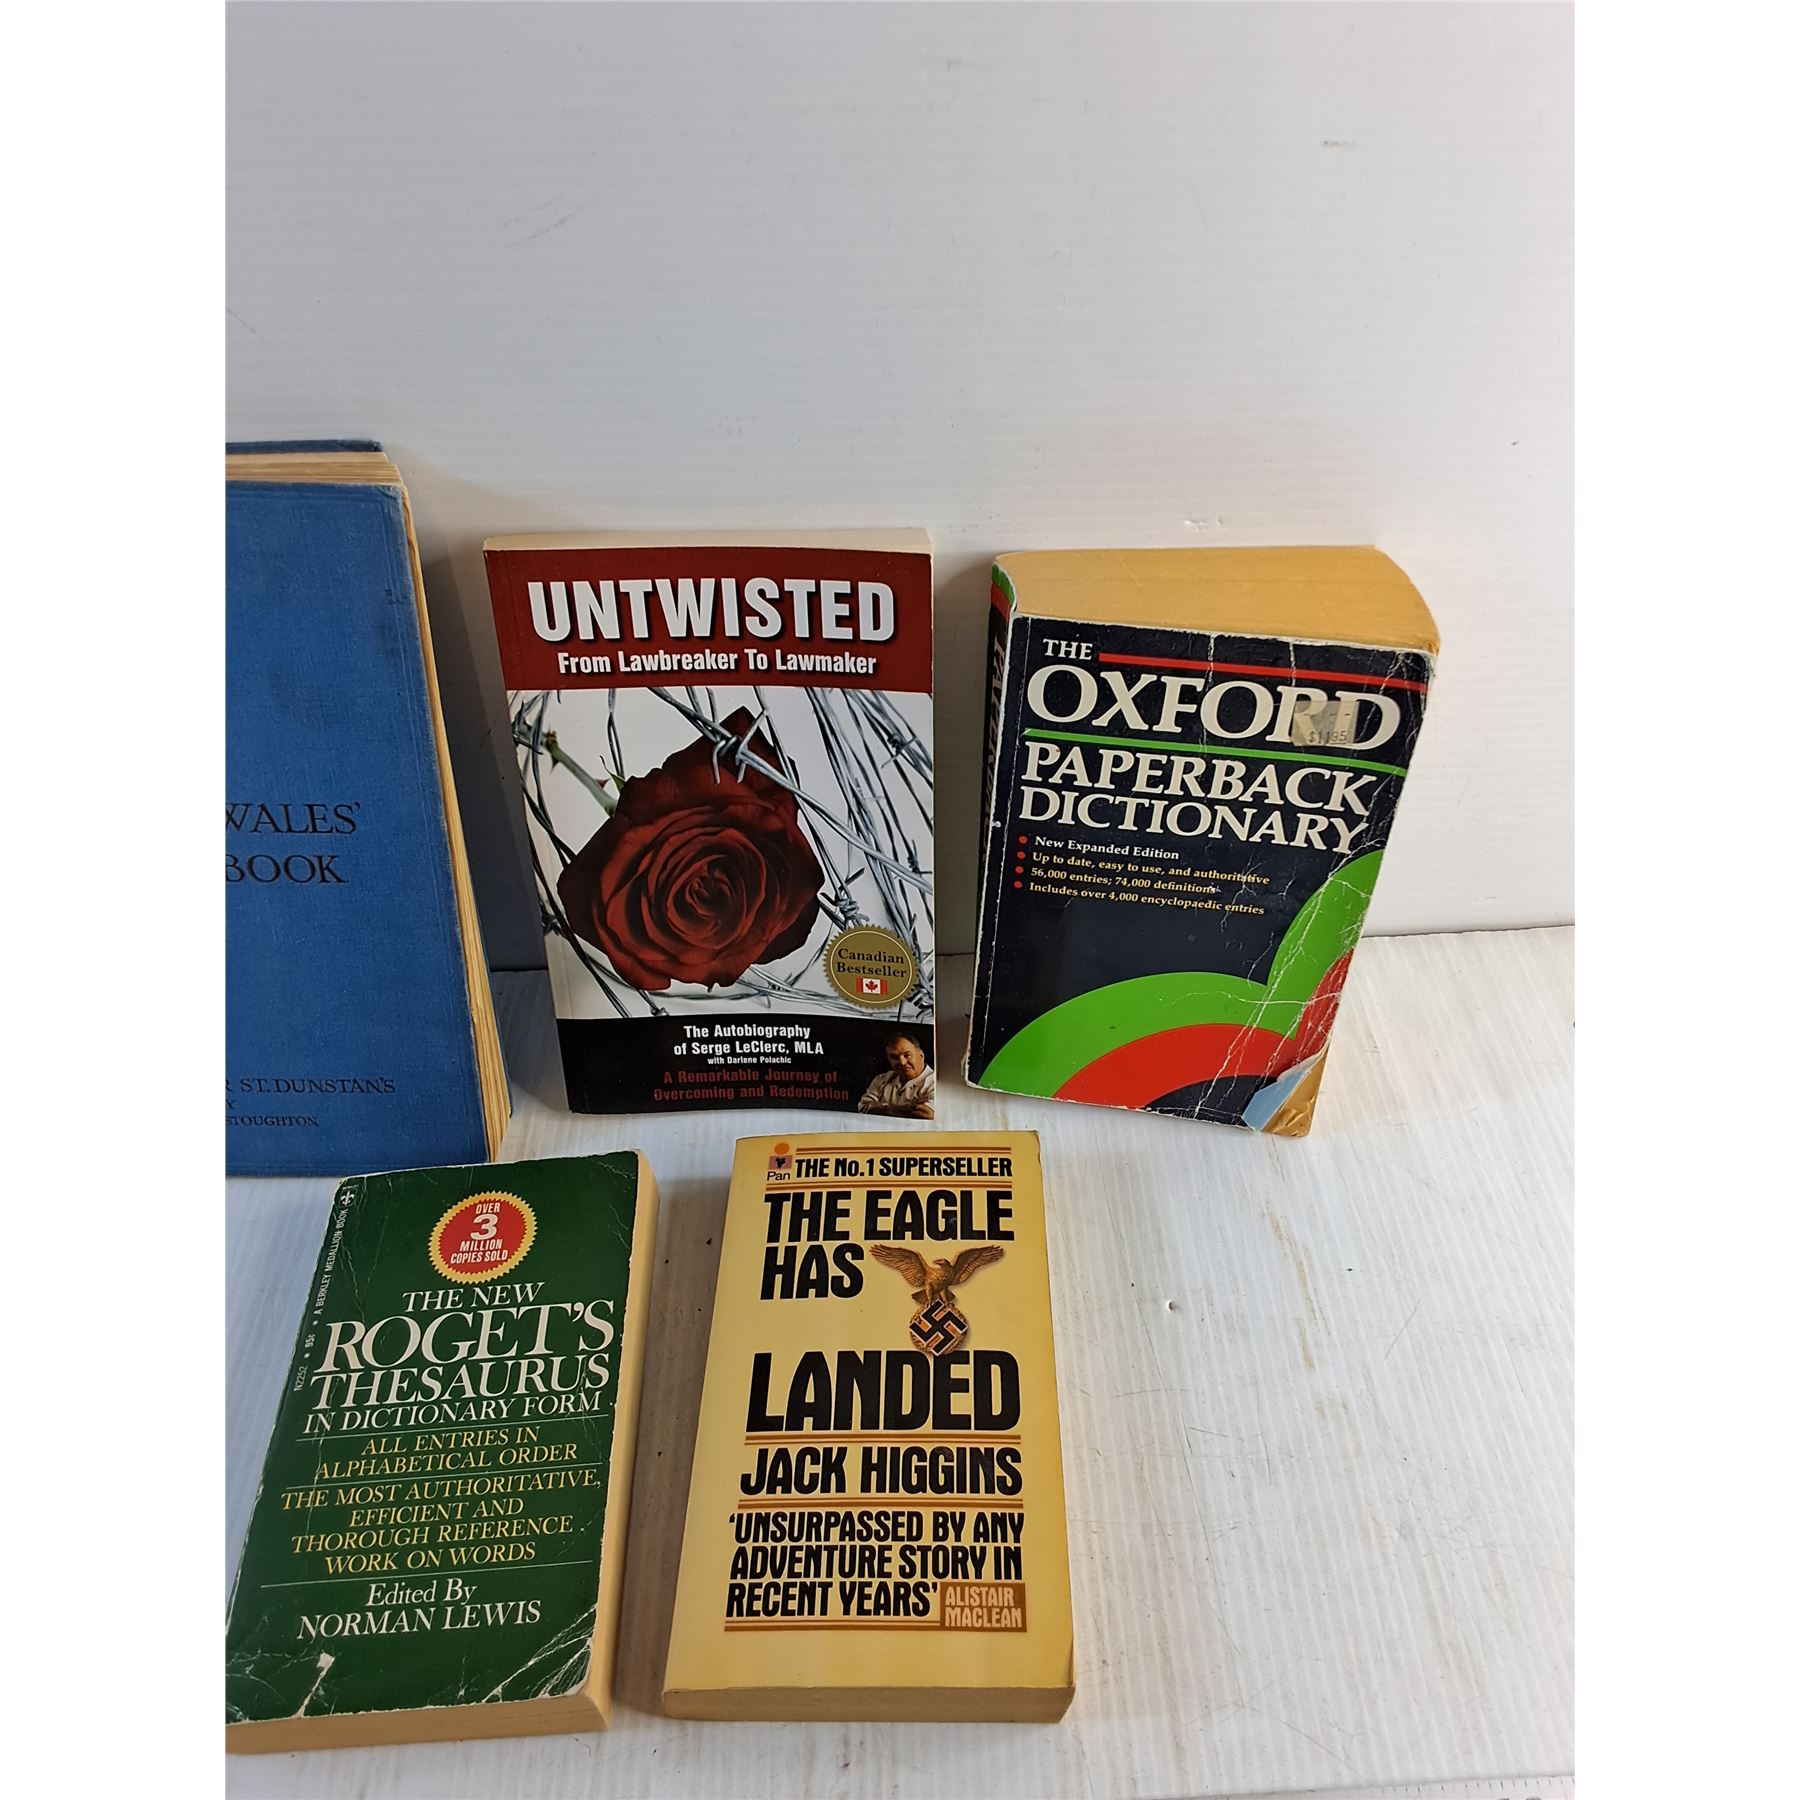 WALES'
BOOK
R ST. DUNSTAN'S
Y
STOUGHTON
UNTWISTED
From Lawbreaker To Lawmaker
Canadian
Bestseller
The Autobiography
of Serge LeClerc, MLA
with Darlene Polachic
A Remarkable Journey of
Overcoming and Redemption
THE
OXFORD
$11.95
PAPERBACK
DICTIONARY
New Expanded Edition
Up to date, easy to use, and authoritative
56,000 entries; 74,000 definitions
Includes over 4,000 encyclopaedic entries
N2252 * 95c * A BERKLEY MEDALLION BOOK
OVER
3
MILLION
COPIES SOLD
THE NEW
ROGET'S
THESAURUS
IN DICTIONARY FORM
ALL ENTRIES IN
ALPHABETICAL ORDER
THE MOST AUTHORITATIVE,
EFFICIENT AND
THOROUGH REFERENCE
WORK ON WORDS
Edited By
NORMAN LEWIS
Pan
THE No.1 SUPERSELLER
THE EAGLE
HAS
LANDED
JACK HIGGINS
'UNSURPASSED BY ANY
ADVENTURE STORY IN
RECENT YEARS'
ALISTAIR
MACLEAN